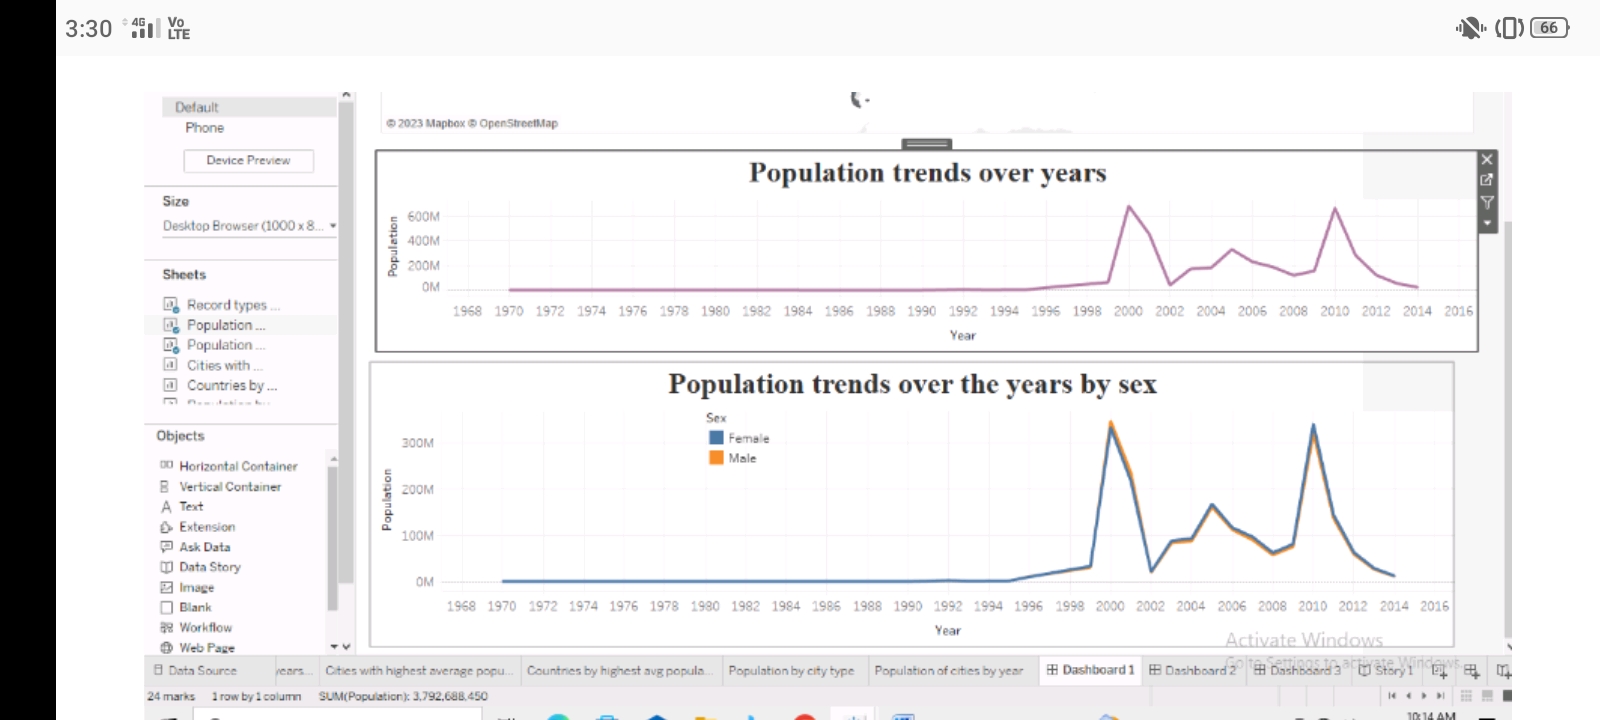 3:30 4G Vo LTE 66
Default
Phone
Device Preview
Size
Desktop Browser (1000 x 8...
Sheets
Record types ...
Population ...
Population ...
Cities with ...
Countries by ...
Objects
Horizontal Container
Vertical Container
Text
Extension
Ask Data
Data Story
Image
Blank
Workflow
Web Page
© 2023 Mapbox © OpenStreetMap
Population trends over years
Population
600M
400M
200M
0M
1968 1970 1972 1974 1976 1978 1980 1982 1984 1986 1988 1990 1992 1994 1996 1998 2000 2002 2004 2006 2008 2010 2012 2014 2016
Year
Population trends over the years by sex
Sex
Female
Male
Population
300M
200M
100M
0M
1968 1970 1972 1974 1976 1978 1980 1982 1984 1986 1988 1990 1992 1994 1996 1998 2000 2002 2004 2006 2008 2010 2012 2014 2016
Year
Activate Windows
Go to Settings to activate Windows.
Data Source years... Cities with highest average popu... Countries by highest avg popula... Population by city type Population of cities by year Dashboard 1 Dashboard 2 Dashboard 3 Story 1
24 marks 1 row by 1 column SUM(Population): 3,792,688,450
10:14 AM